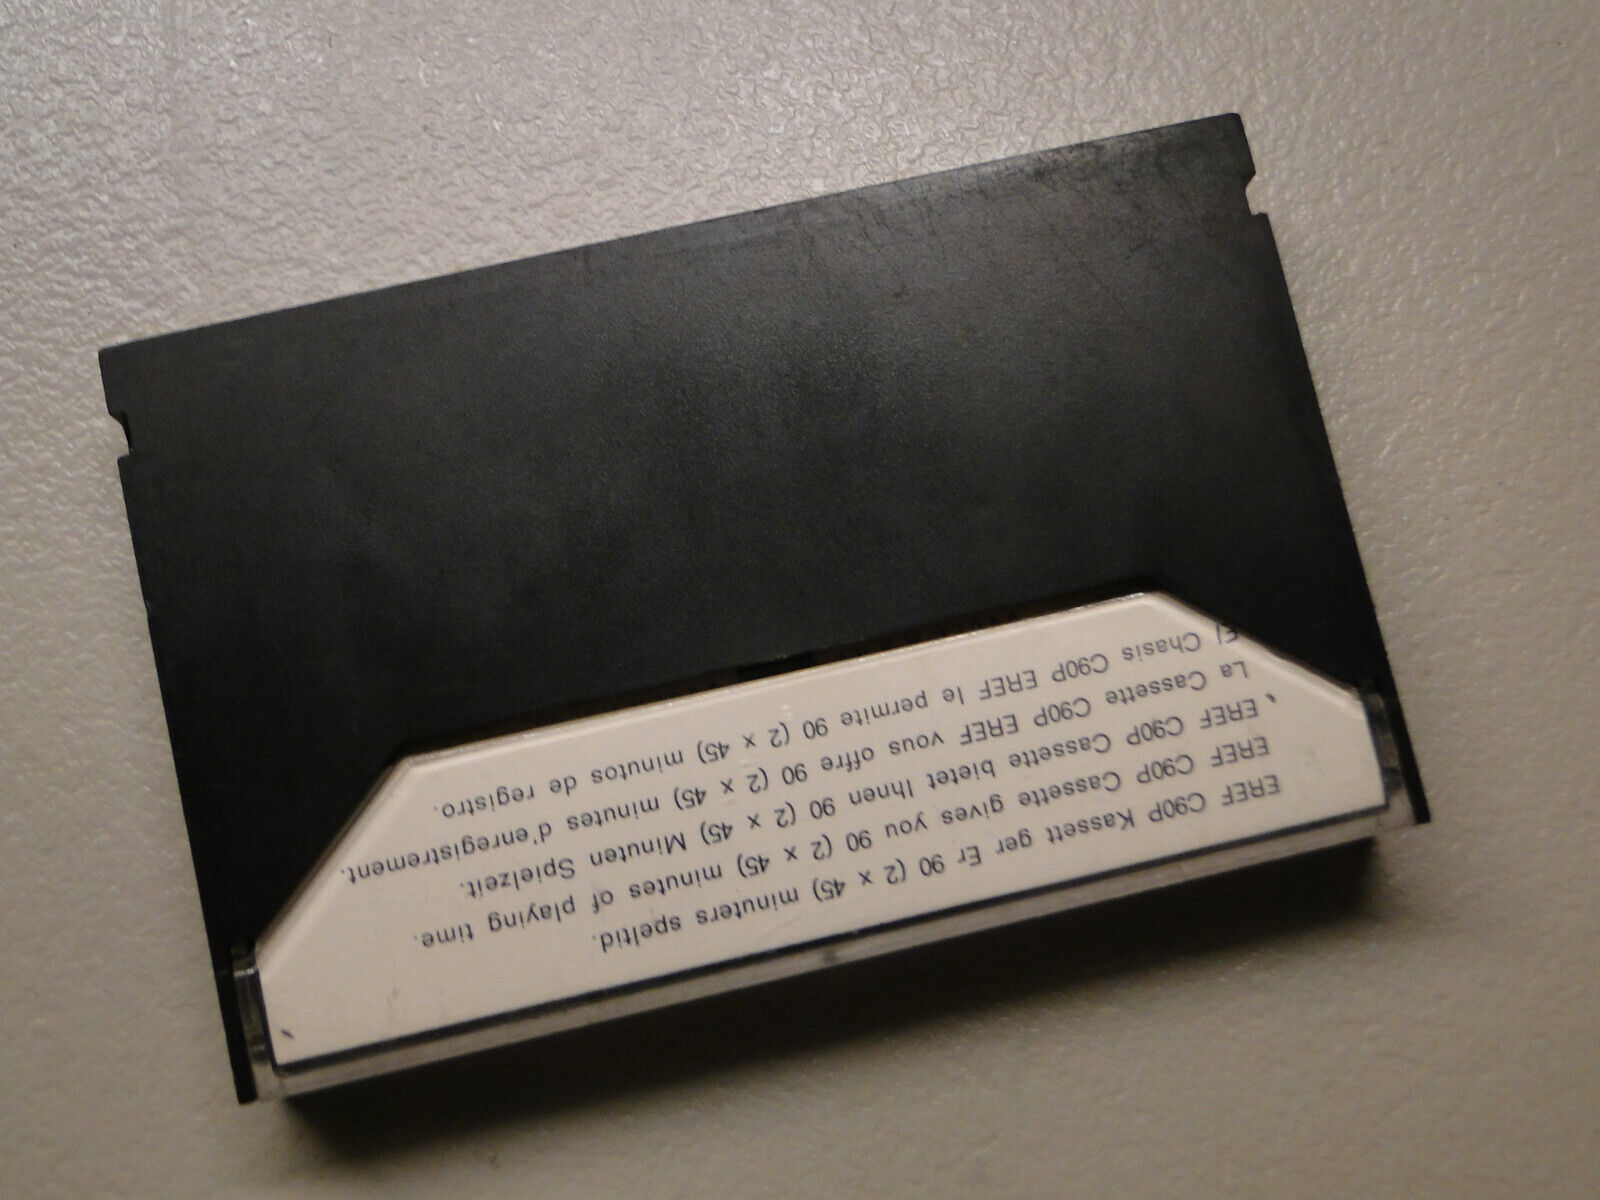 EREF C90P Kassett ger Er 90 (2 x 45) minuters speltid.
EREF C90P Cassette gives you 90 (2 x 45) minutes of playing time.
EREF C90P Cassette bietet Ihnen 90 (2 x 45) Minuten Spielzeit.
La Cassette C90P EREF vous offre 90 (2 x 45) minutes d'enregistrement.
El Chasis C90P EREF le permite 90 (2 x 45) minutos de registro.